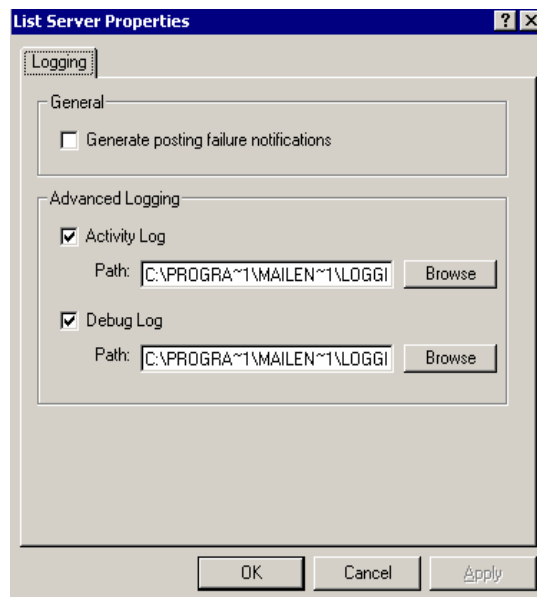 List Server Properties
Logging
General
Generate posting failure notifications
Advanced Logging
Activity Log
Path: C:\PROGRA~1\MAILEN~1\LOGGI Browse
Debug Log
Path: C:\PROGRA~1\MAILEN~1\LOGGI Browse
OK Cancel Apply